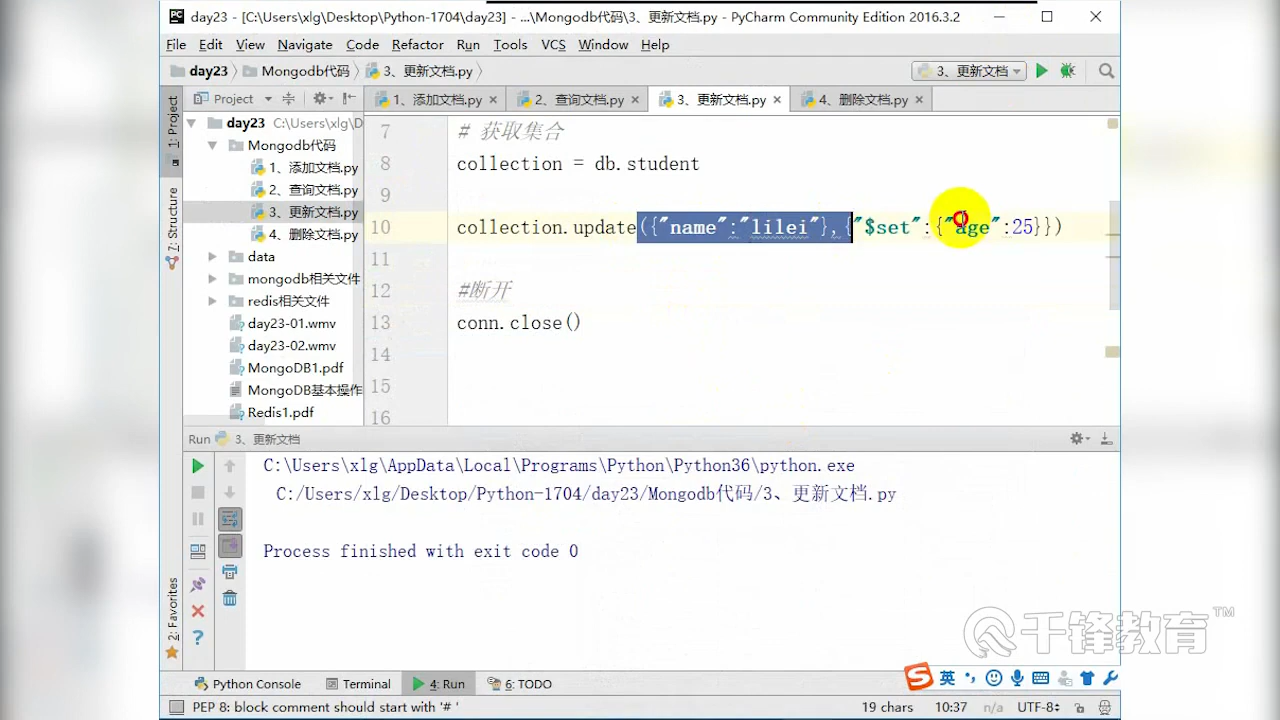 day23 - [C:\Users\xlg\Desktop\Python-1704\day23] - ...\Mongodb代码\3、更新文档.py - PyCharm Community Edition 2016.3.2
File Edit View Navigate Code Refactor Run Tools VCS Window Help
day23 Mongodb代码 3、更新文档.py 3、更新文档
Project 1、添加文档.py 2、查询文档.py 3、更新文档.py 4、删除文档.py
1: Project
7: Structure
2: Favorites
day23 C:\Users\xlg\D
Mongodb代码
1、添加文档.py
2、查询文档.py
3、更新文档.py
4、删除文档.py
data
mongodb相关文件
redis相关文件
day23-01.wmv
day23-02.wmv
MongoDB1.pdf
MongoDB基本操作
Redis1.pdf
7 # 获取集合
8 collection = db.student
9
10 collection.update({"name":"lilei"},{"$set":{"age":25}})
11
12 #断开
13 conn.close()
14
15
16
Run 3、更新文档
C:\Users\xlg\AppData\Local\Programs\Python\Python36\python.exe
C:/Users/xlg/Desktop/Python-1704/day23/Mongodb代码/3、更新文档.py
Process finished with exit code 0
千锋教育™
英
Python Console Terminal 4: Run 6: TODO
PEP 8: block comment should start with '# ' 19 chars 10:37 n/a UTF-8